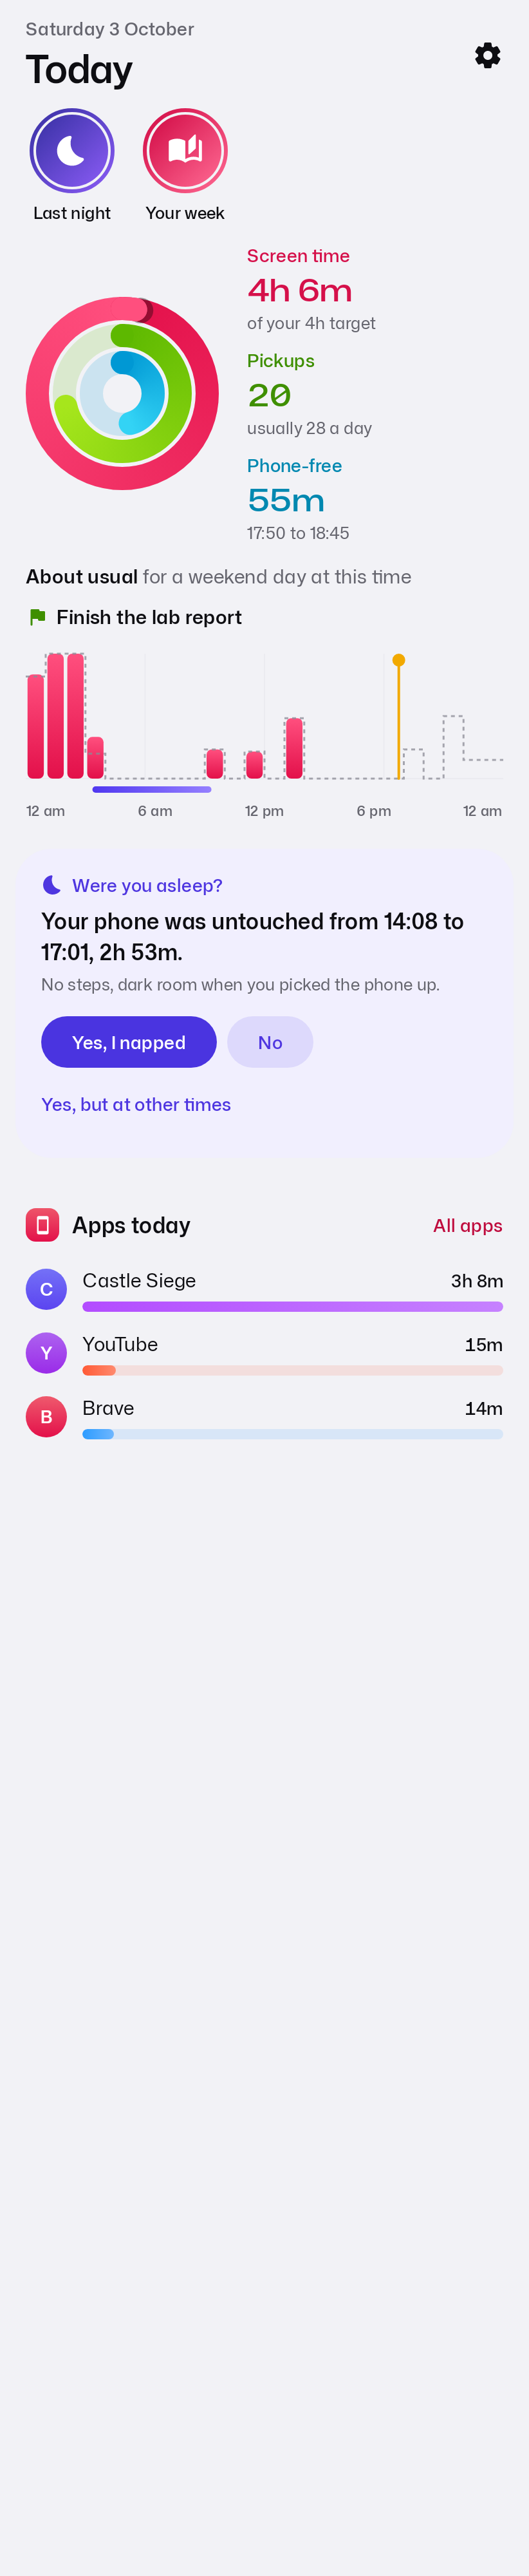 Saturday 3 October
Today
Last night
Your week
Screen time
4h 6m
of your 4h target
Pickups
20
usually 28 a day
Phone-free
55m
17:50 to 18:45
About usual for a weekend day at this time
Finish the lab report
12 am 6 am 12 pm 6 pm 12 am
Were you asleep?
Your phone was untouched from 14:08 to
17:01, 2h 53m.
No steps, dark room when you picked the phone up.
Yes, I napped
No
Yes, but at other times
Apps today
All apps
C Castle Siege 3h 8m
Y YouTube 15m
B Brave 14m